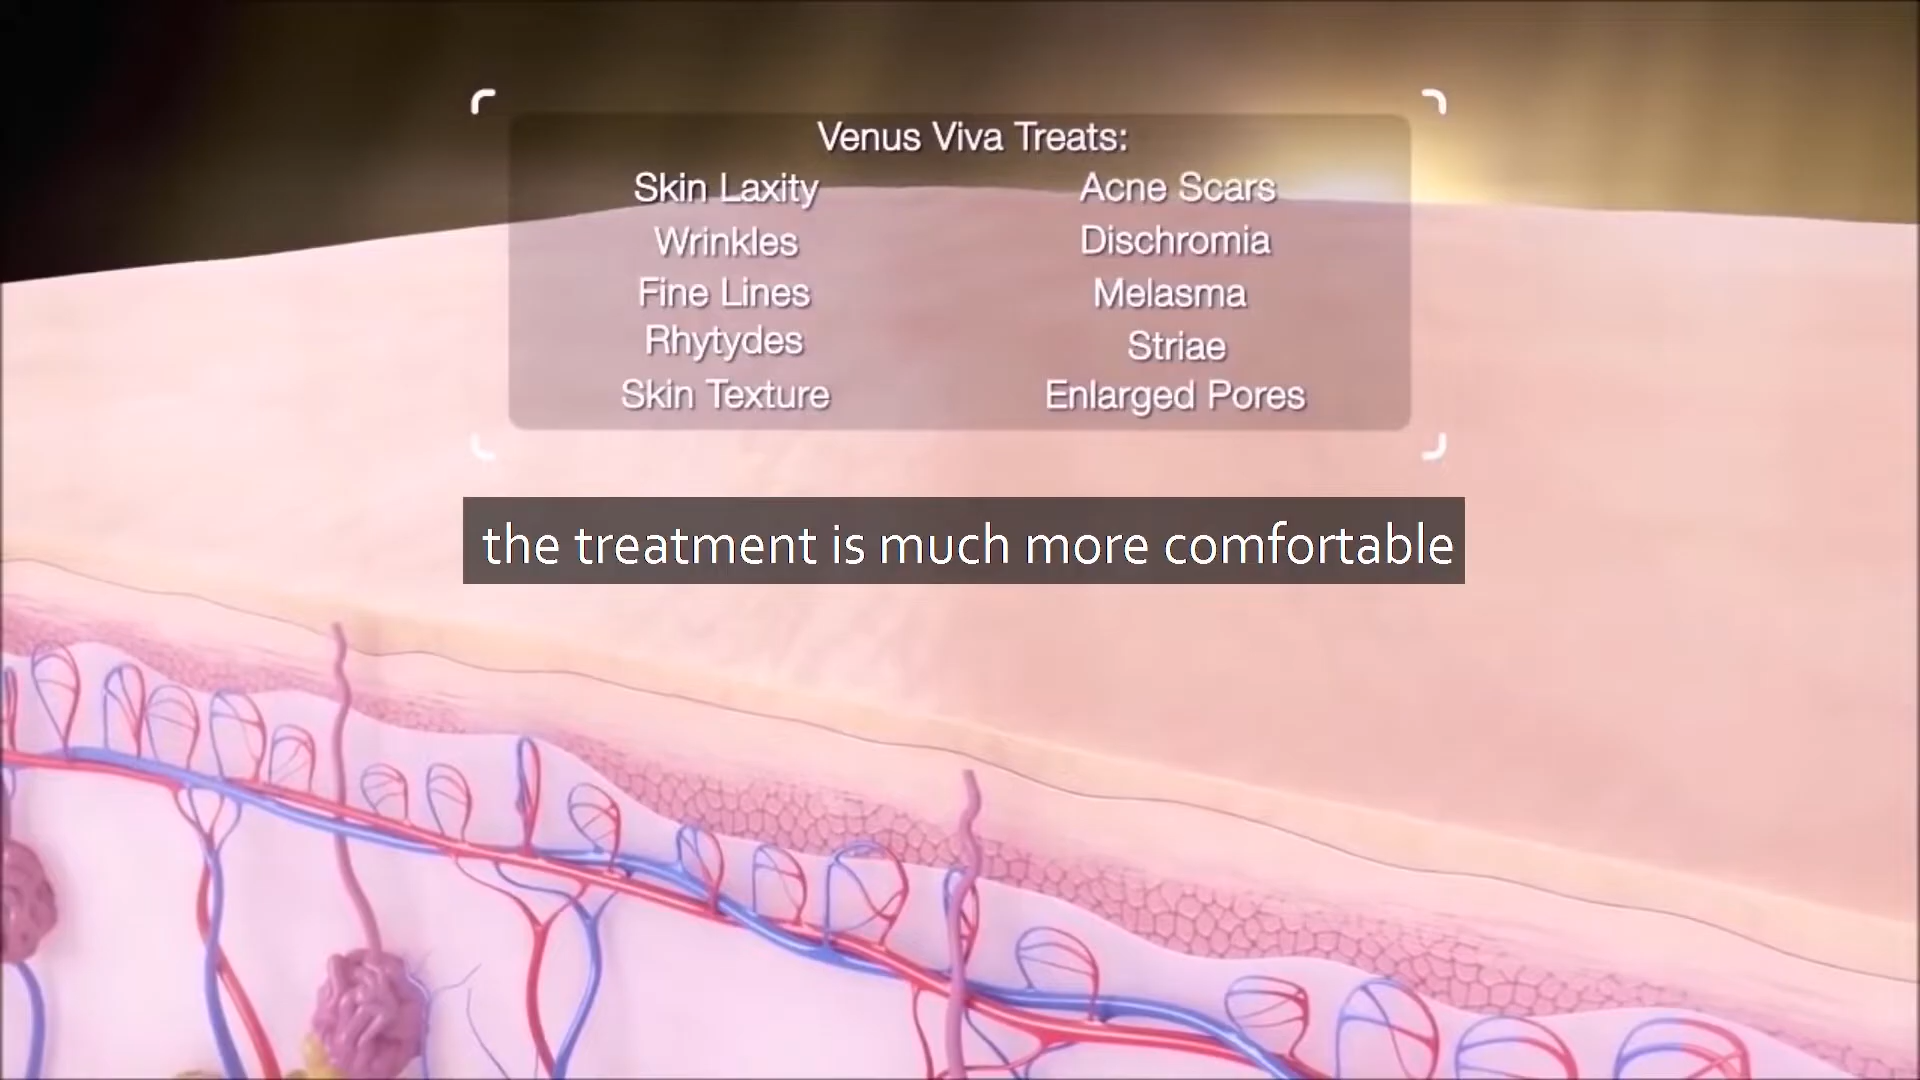 Venus Viva Treats:
Skin Laxity
Wrinkles
Fine Lines
Rhytydes
Skin Texture
Acne Scars
Dischromia
Melasma
Striae
Enlarged Pores
the treatment is much more comfortable